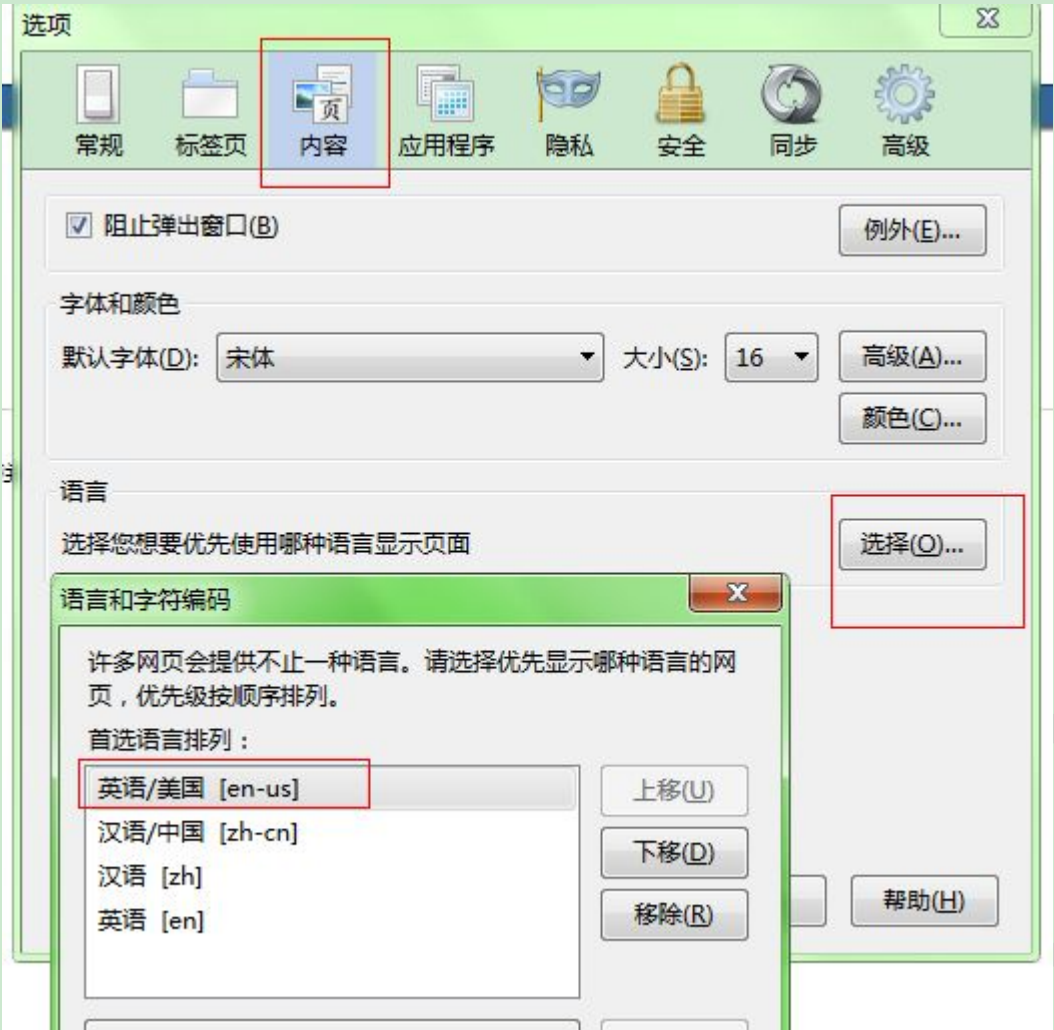 选项
页
常规 标签页 内容 应用程序 隐私 安全 同步 高级
阻止弹出窗口(B)
例外(E)...
字体和颜色
默认字体(D): 宋体 大小(S): 16 高级(A)...
颜色(C)...
语言
选择您想要优先使用哪种语言显示页面 选择(O)...
语言和字符编码
许多网页会提供不止一种语言。请选择优先显示哪种语言的网
页，优先级按顺序排列。
首选语言排列：
英语/美国 [en-us]
上移(U)
汉语/中国 [zh-cn]
下移(D)
汉语 [zh]
英语 [en]
移除(R)
帮助(H)